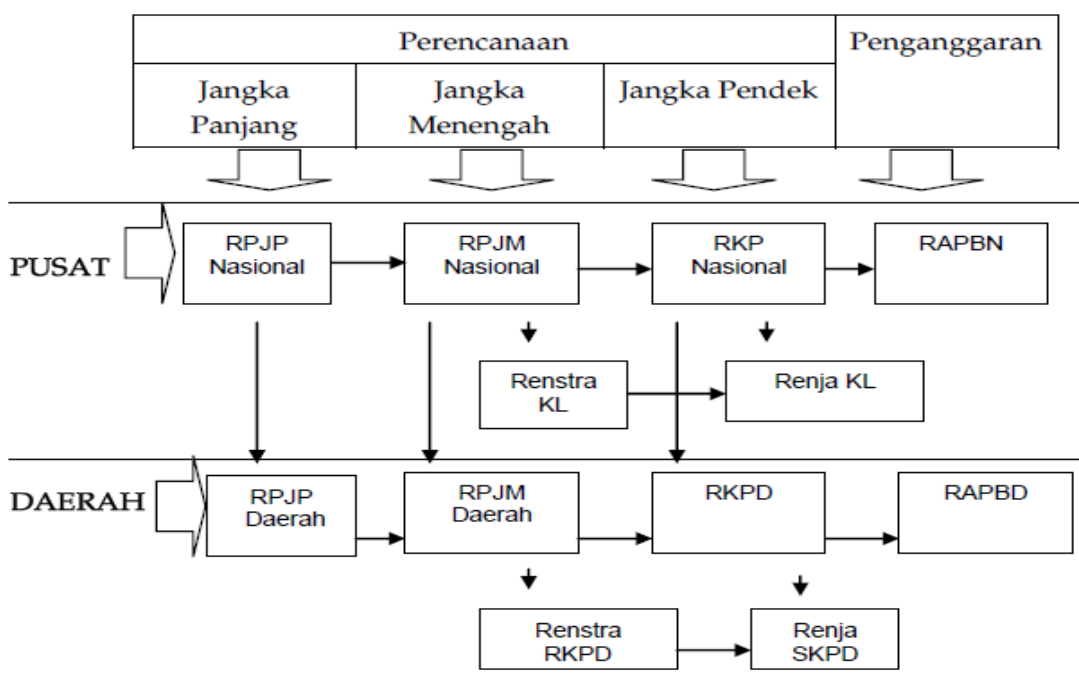 Perencanaan
Penganggaran
Jangka
Panjang
Jangka
Menengah
Jangka Pendek
PUSAT
RPJP
Nasional
RPJM
Nasional
RKP
Nasional
RAPBN
Renstra
KL
Renja KL
DAERAH
RPJP
Daerah
RPJM
Daerah
RKPD
RAPBD
Renstra
RKPD
Renja
SKPD